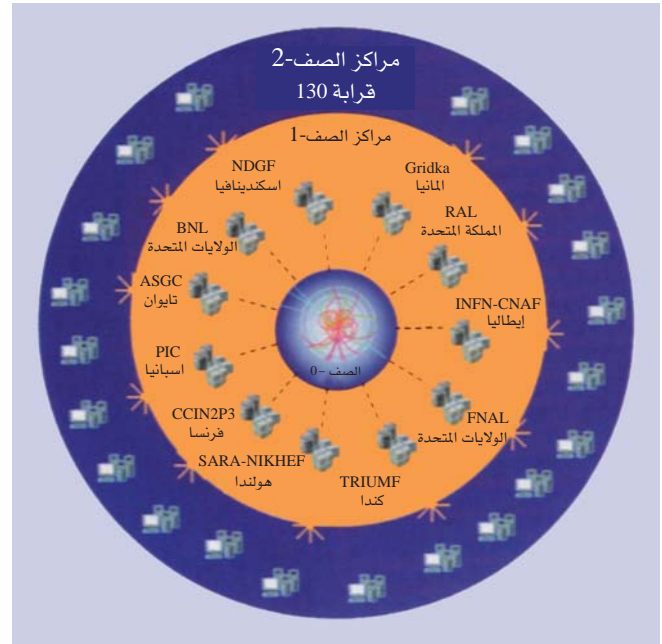 مراكز الصف-2
قرابة 130
مراكز الصف-1
NDGF
اسكندينافيا
Gridka
المانيا
BNL
الولايات المتحدة
RAL
المملكة المتحدة
ASGC
تايوان
INFN-CNAF
إيطاليا
PIC
اسبانيا
الصف -0
CCIN2P3
فرنسا
FNAL
الولايات المتحدة
SARA-NIKHEF
هولندا
TRIUMF
كندا